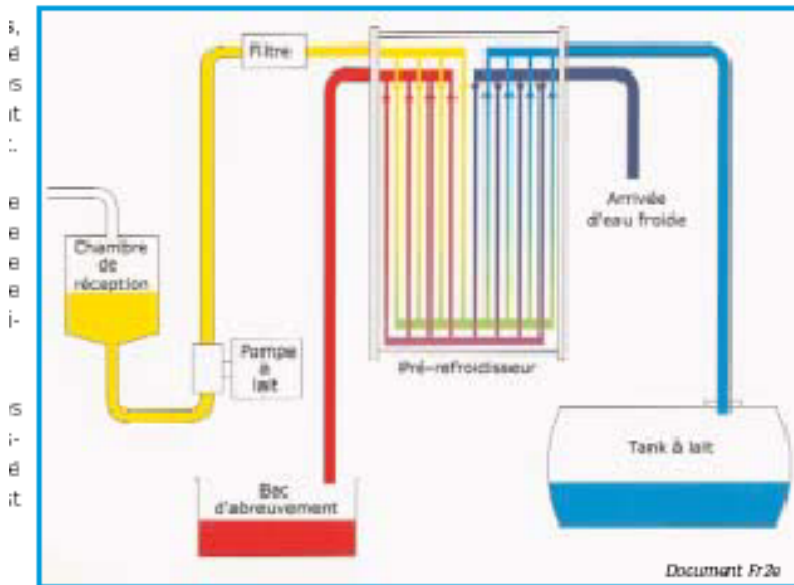 Filtre
Arrivée
d'eau froide
Chambre
de
réception
Pompe
à
lait
Pré-refroidisseur
Tank à lait
Bac
d'abreuvement
Document Fr2a